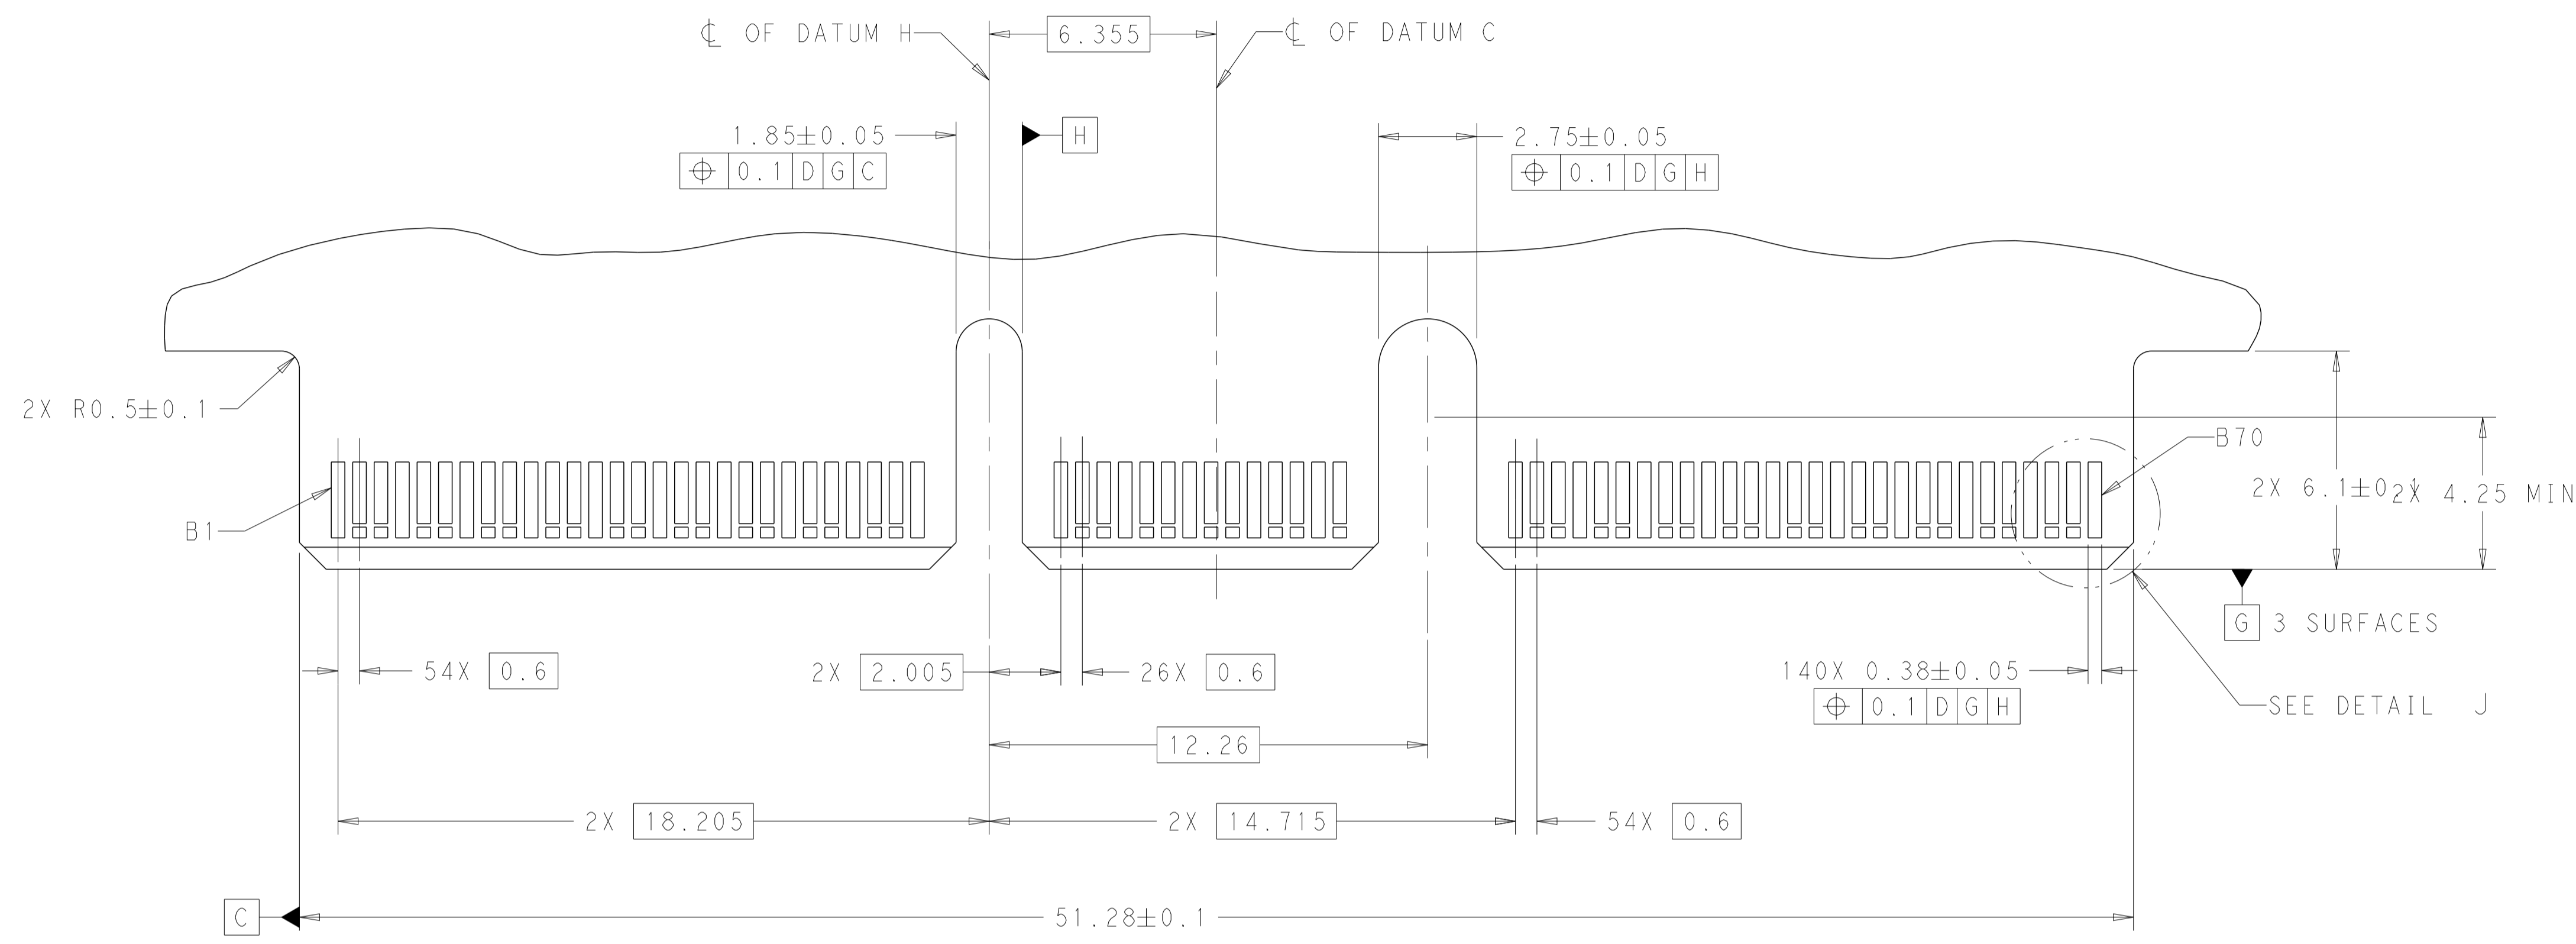 ℄ OF DATUM H
6.355
℄ OF DATUM C
1.85±0.05
⌖ 0.1 D G C
H
2.75±0.05
⌖ 0.1 D G H
2X R0.5±0.1
B1
B70
2X 6.1±0.1
2X 4.25 MIN
G 3 SURFACES
54X 0.6
2X 2.005
26X 0.6
140X 0.38±0.05
⌖ 0.1 D G H
SEE DETAIL J
12.26
2X 18.205
2X 14.715
54X 0.6
C
51.28±0.1